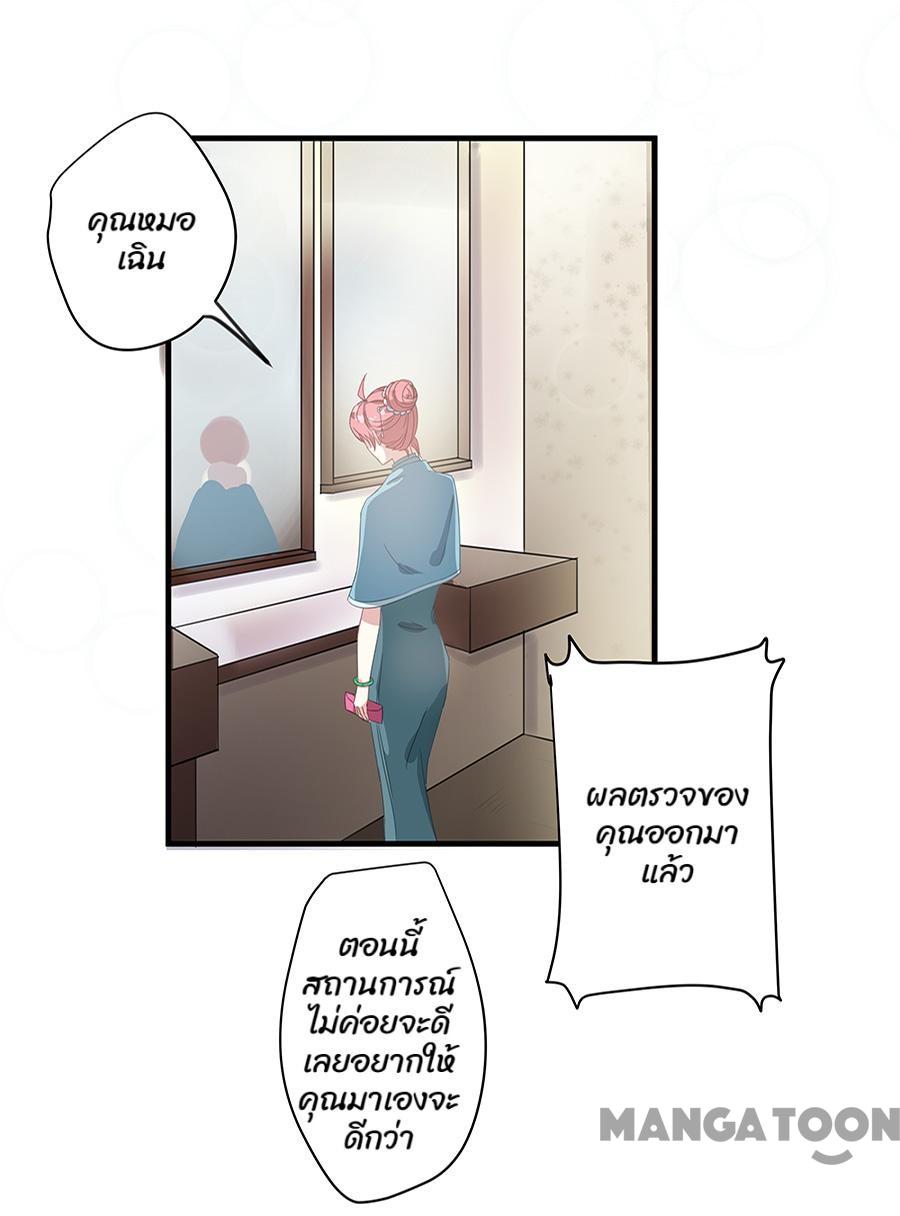 คุณหมอ
เฉิน
ผลตรวจของ
คุณออกมา
แล้ว
ตอนนี้
สถานการณ์
ไม่ค่อยจะดี
เลยอยากให้
คุณมาเองจะ
ดีกว่า
MANGATOON